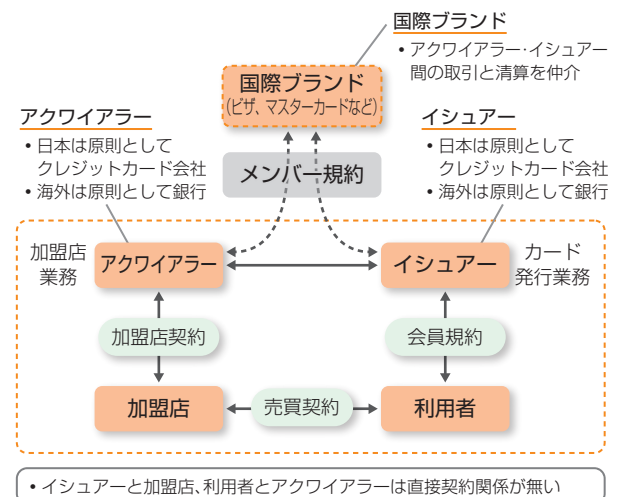 国際ブランド
•アクワイアラー・イシュアー
間の取引と清算を仲介
国際ブランド
(ビザ、マスターカードなど)
アクワイアラー
•日本は原則として
クレジットカード会社
•海外は原則として銀行
イシュアー
•日本は原則として
クレジットカード会社
•海外は原則として銀行
メンバー規約
加盟店
業務
アクワイアラー
イシュアー
カード
発行業務
加盟店契約
会員規約
加盟店
売買契約
利用者
•イシュアーと加盟店、利用者とアクワイアラーは直接契約関係が無い